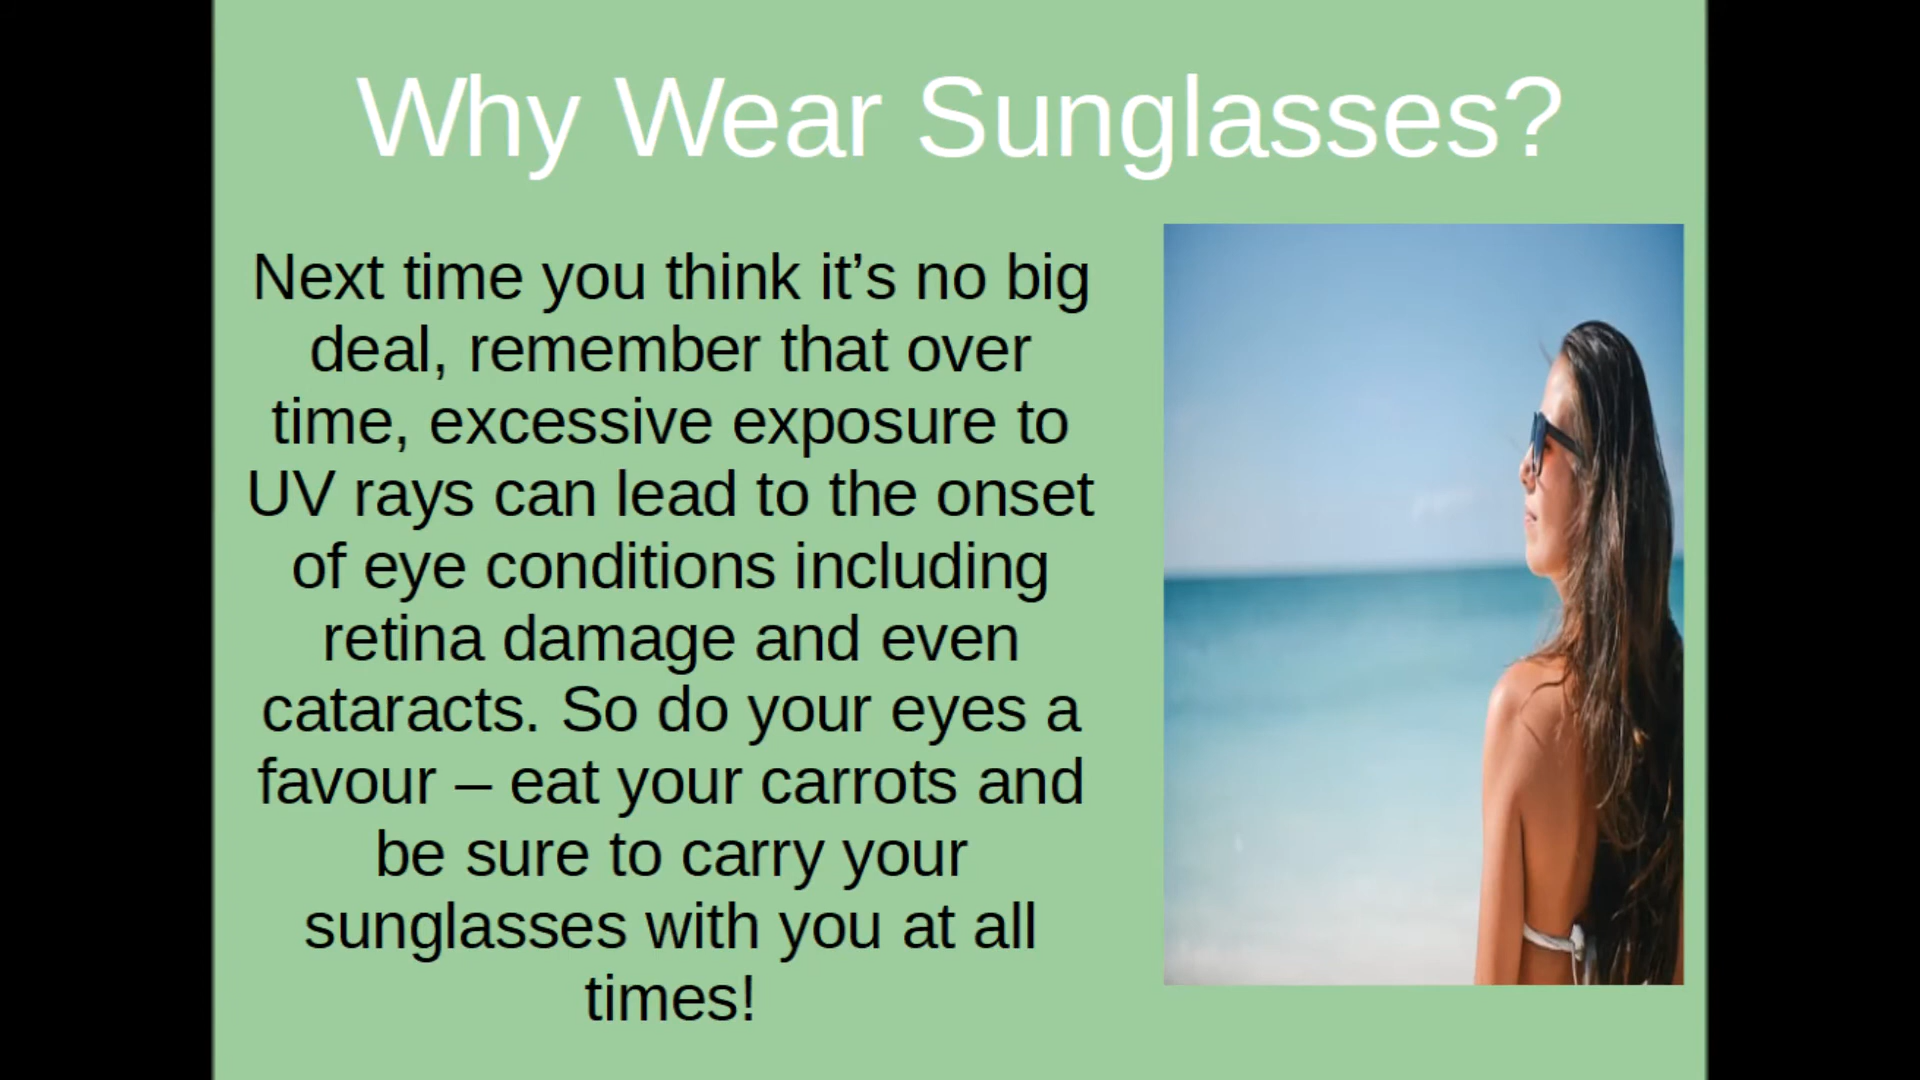 Why Wear Sunglasses?
Next time you think it’s no big
deal, remember that over
time, excessive exposure to
UV rays can lead to the onset
of eye conditions including
retina damage and even
cataracts. So do your eyes a
favour – eat your carrots and
be sure to carry your
sunglasses with you at all
times!